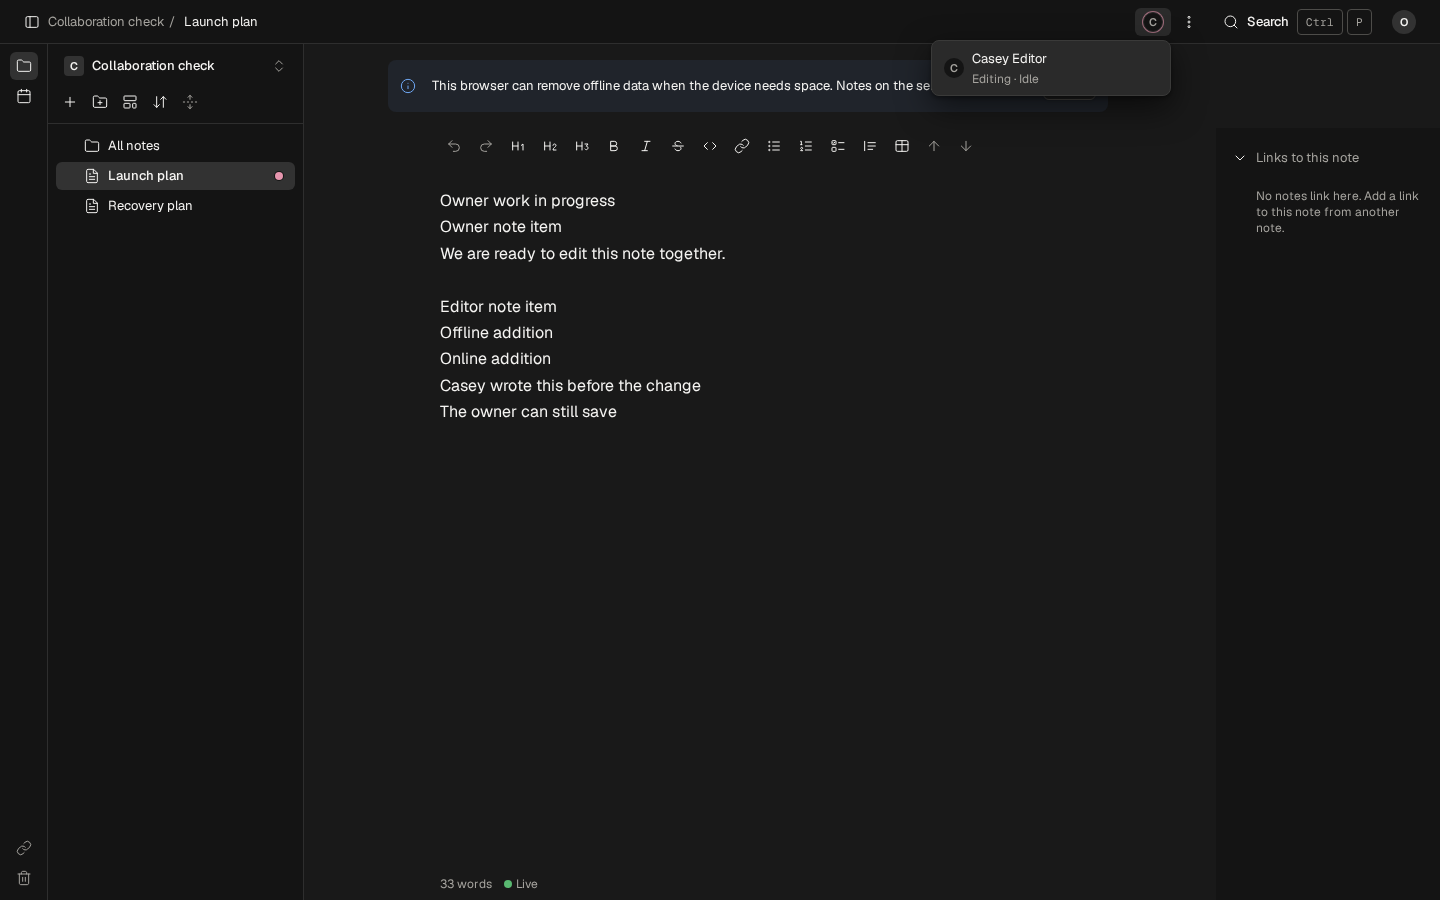 Collaboration check / Launch plan
C
Search Ctrl P
O
C Collaboration check
Casey Editor
C
Editing · Idle
This browser can remove offline data when the device needs space. Notes on the se
H1 H2 H3 B I S
All notes
Launch plan
Recovery plan
Owner work in progress
Owner note item
We are ready to edit this note together.
Editor note item
Offline addition
Online addition
Casey wrote this before the change
The owner can still save
Links to this note
No notes link here. Add a link
to this note from another
note.
33 words Live